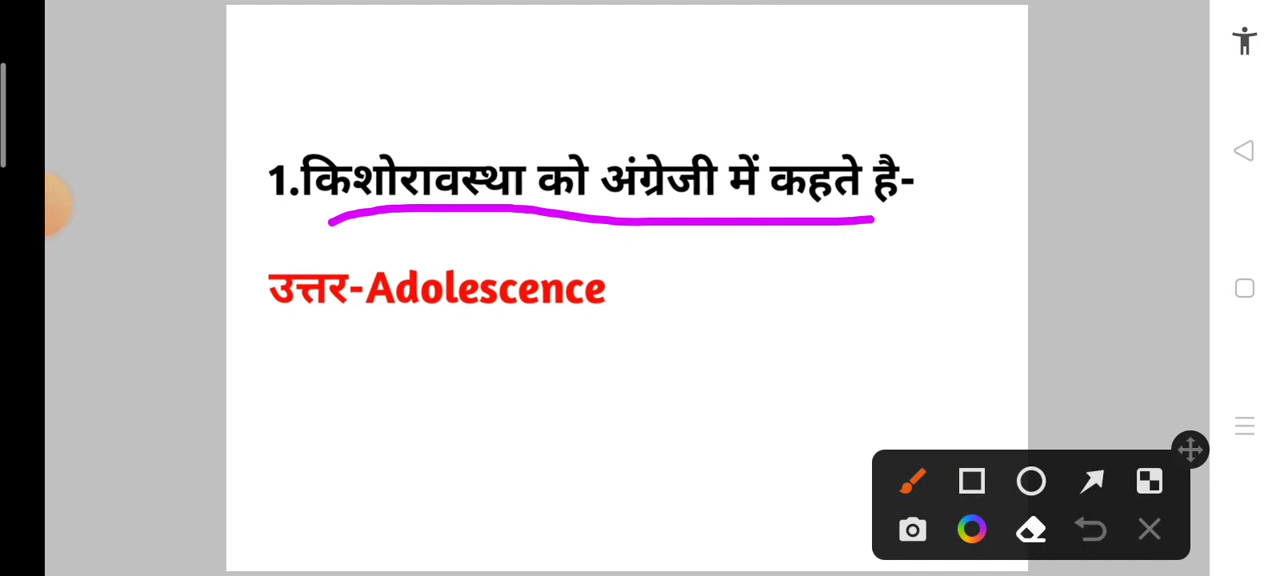 1.किशोरावस्था को अंग्रेजी में कहते है-
उत्तर-Adolescence